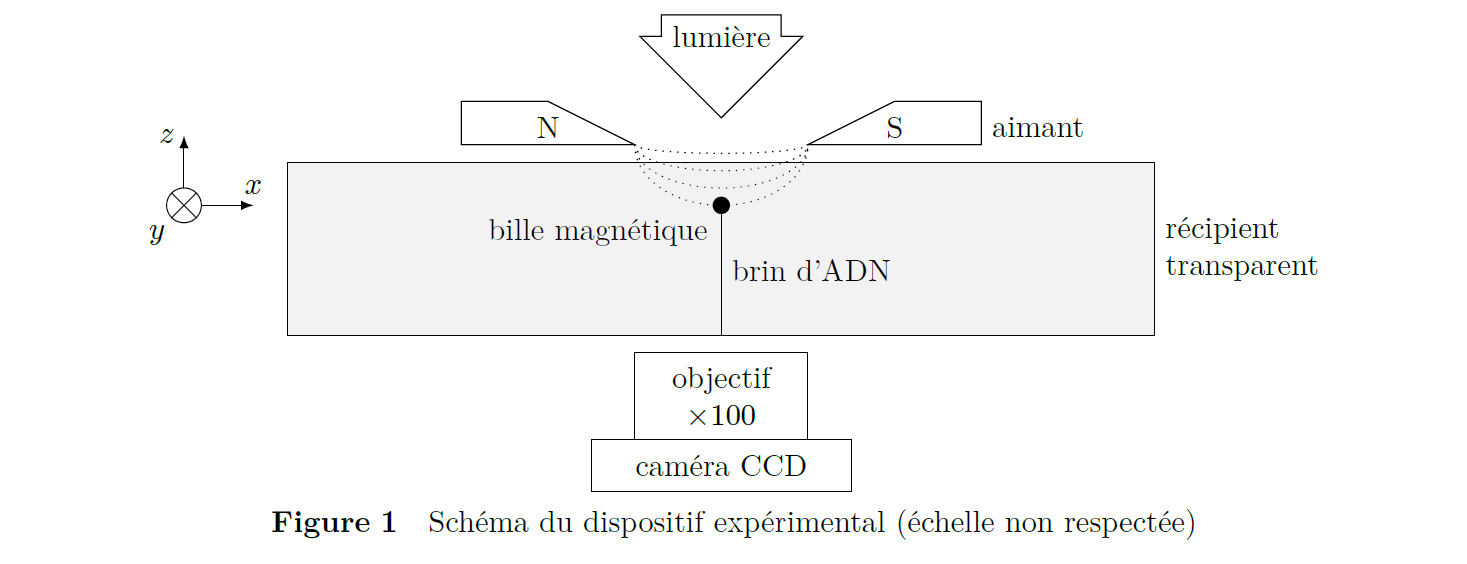 lumière
N
S
aimant
z
x
y
bille magnétique
brin d'ADN
récipient
transparent
objectif
×100
caméra CCD
Figure 1 Schéma du dispositif expérimental (échelle non respectée)